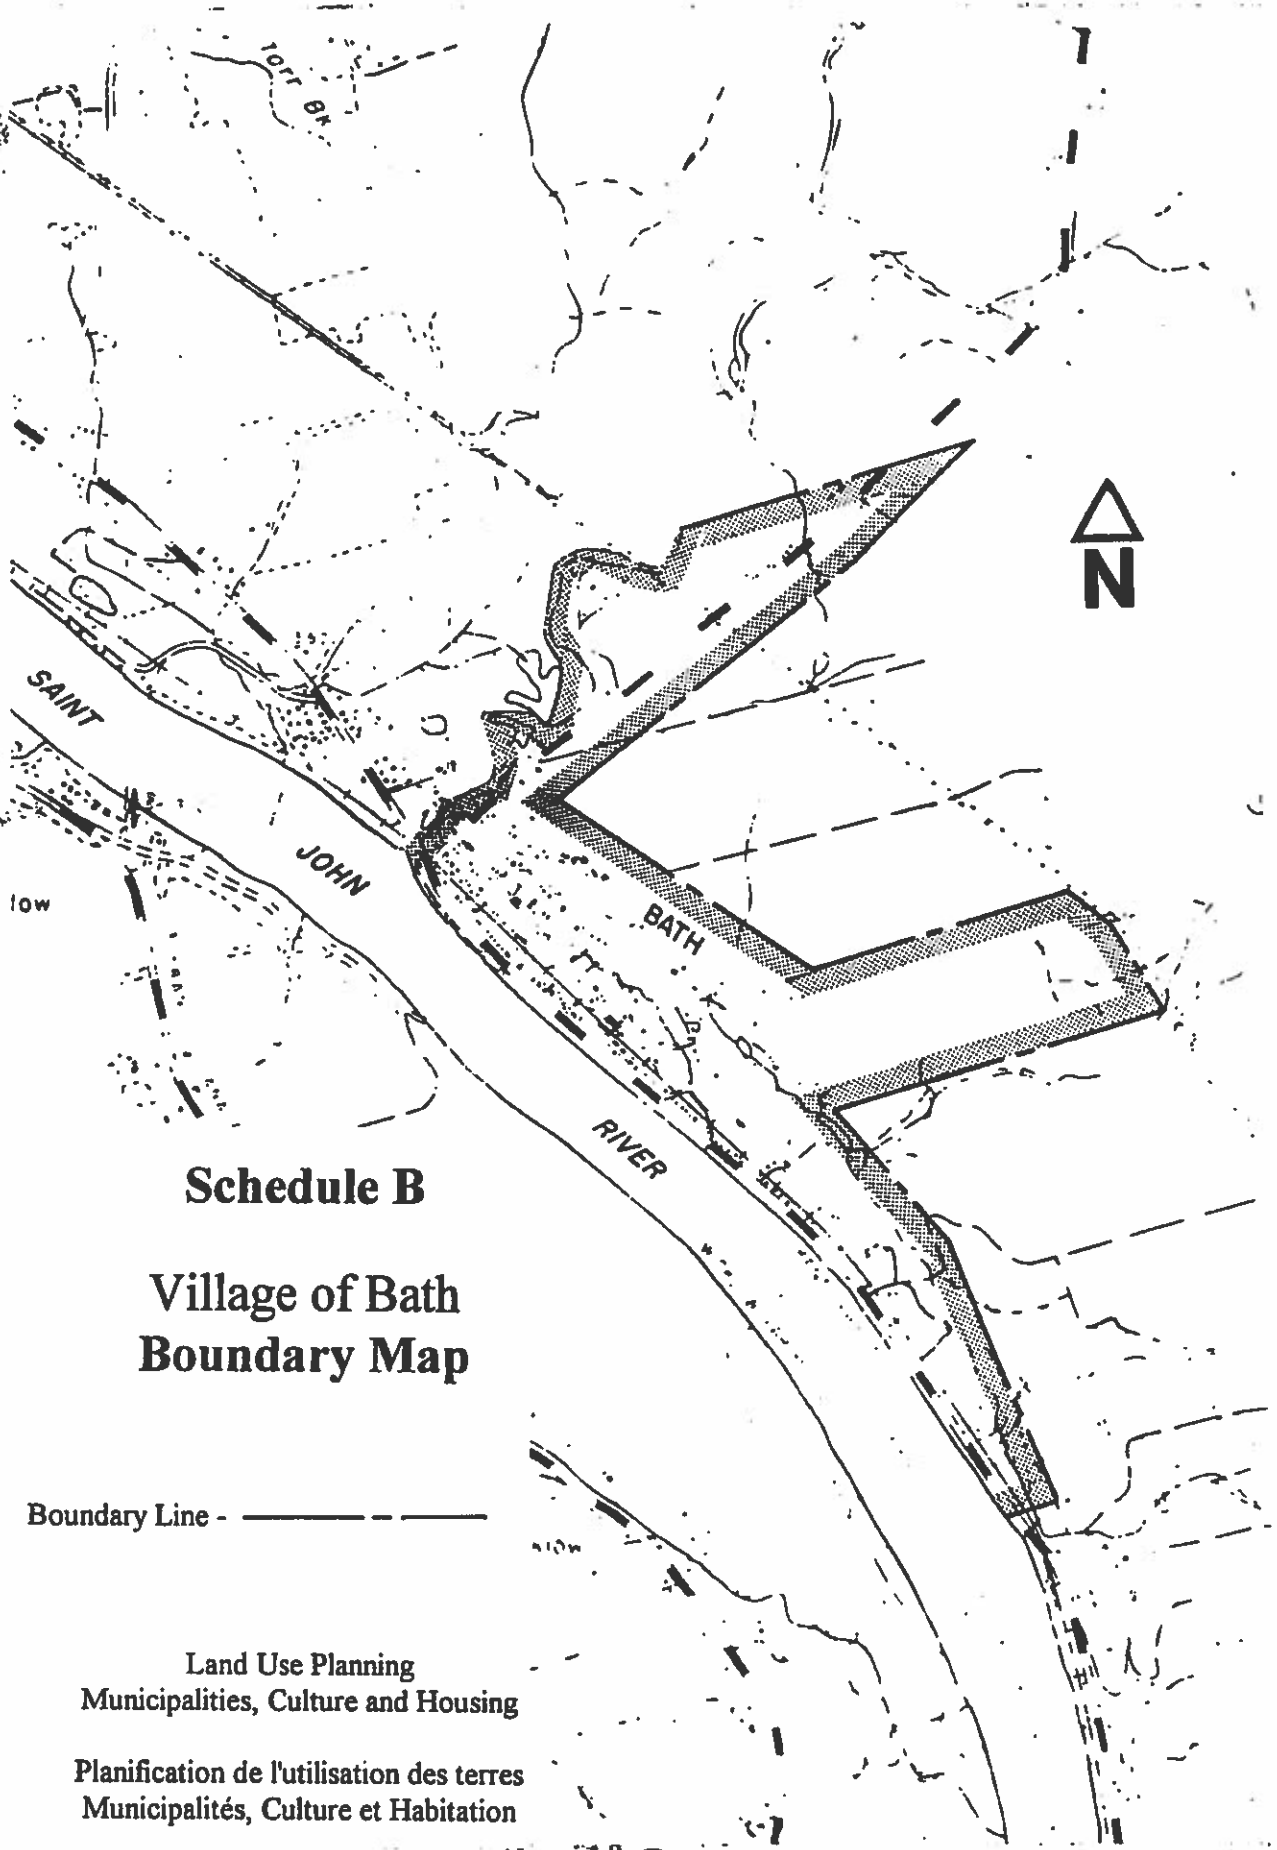 Torr Bk
N
SAINT
JOHN
low
BATH
RIVER
Schedule B
Village of Bath
Boundary Map
Boundary Line -
Land Use Planning
Municipalities, Culture and Housing
Planification de l'utilisation des terres
Municipalités, Culture et Habitation